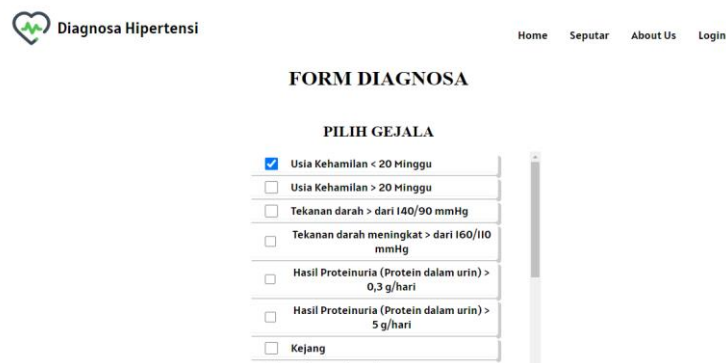 Diagnosa Hipertensi
Home Seputar About Us Login
FORM DIAGNOSA
PILIH GEJALA
Usia Kehamilan < 20 Minggu
Usia Kehamilan > 20 Minggu
Tekanan darah > dari 140/90 mmHg
Tekanan darah meningkat > dari 160/110
mmHg
Hasil Proteinuria (Protein dalam urin) >
0,3 g/hari
Hasil Proteinuria (Protein dalam urin) >
5 g/hari
Kejang